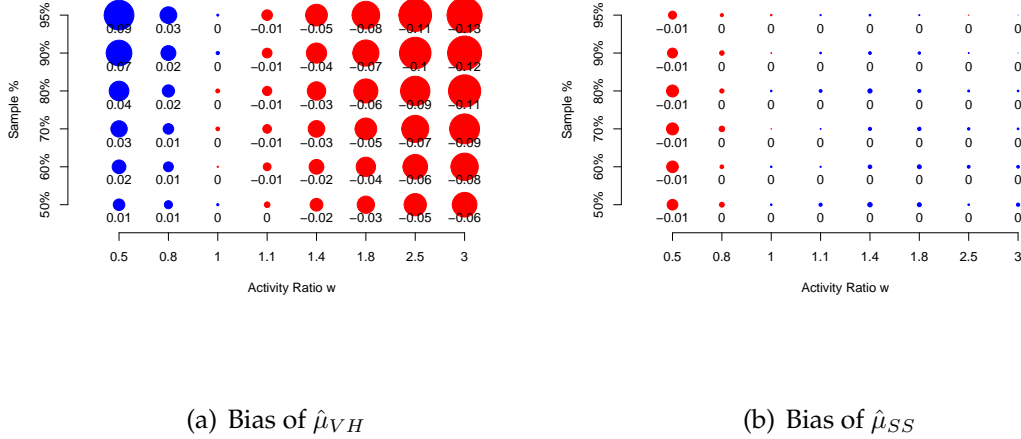 95%
0.09 0.03 0 −0.01 −0.05 −0.08 −0.11 −0.13
90%
0.07 0.02 0 −0.01 −0.04 −0.07 −0.1 −0.12
80%
0.04 0.02 0 −0.01 −0.03 −0.06 −0.09 −0.11
70%
0.03 0.01 0 −0.01 −0.03 −0.05 −0.07 −0.09
60%
0.02 0.01 0 −0.01 −0.02 −0.04 −0.06 −0.08
50%
0.01 0.01 0 0 −0.02 −0.03 −0.05 −0.06
Sample %
0.5 0.8 1 1.1 1.4 1.8 2.5 3
Activity Ratio w
(a) Bias of μ̂_VH
95%
−0.01 0 0 0 0 0 0 0
90%
−0.01 0 0 0 0 0 0 0
80%
−0.01 0 0 0 0 0 0 0
70%
−0.01 0 0 0 0 0 0 0
60%
−0.01 0 0 0 0 0 0 0
50%
−0.01 0 0 0 0 0 0 0
Sample %
0.5 0.8 1 1.1 1.4 1.8 2.5 3
Activity Ratio w
(b) Bias of μ̂_SS